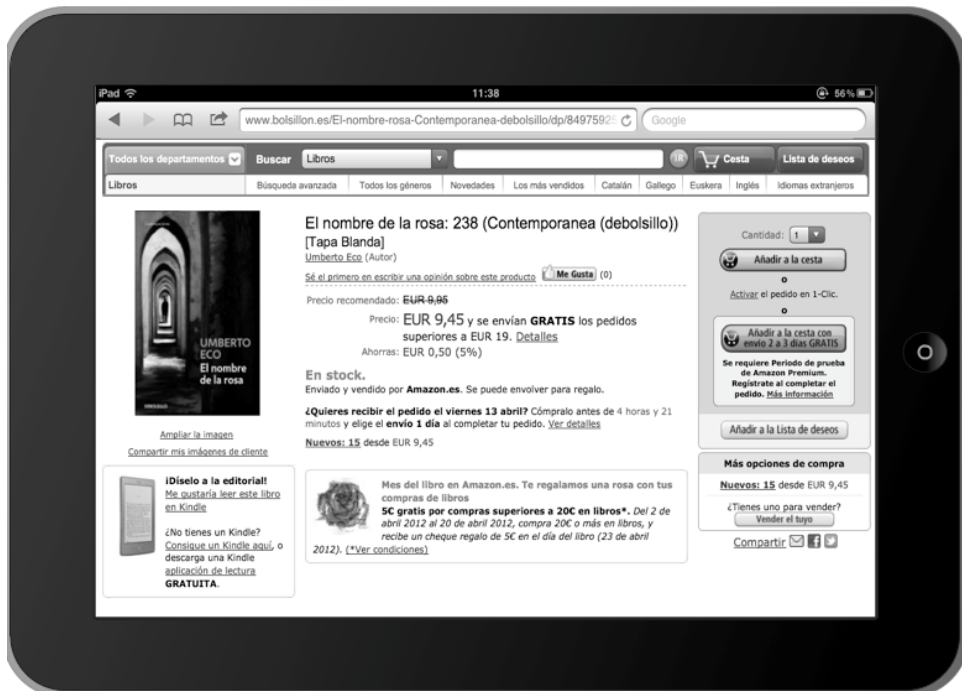 iPad 11:38 56%
www.bolsillon.es/El-nombre-rosa-Contemporanea-debolsillo/dp/8497592 Google
Todos los departamentos Buscar Libros IR Cesta Lista de deseos
Libros Búsqueda avanzada Todos los géneros Novedades Los más vendidos Catalán Gallego Euskera Inglés Idiomas extranjeros
UMBERTO
ECO
El nombre
de la rosa
Ampliar la imagen
Compartir mis imágenes de cliente
¡Díselo a la editorial!
Me gustaría leer este libro
en Kindle
¿No tienes un Kindle?
Consigue un Kindle aquí, o
descarga una Kindle
aplicación de lectura
GRATUITA.
El nombre de la rosa: 238 (Contemporanea (debolsillo))
[Tapa Blanda]
Umberto Eco (Autor)
Sé el primero en escribir una opinión sobre este producto Me Gusta (0)
Precio recomendado: EUR 9,95
Precio: EUR 9,45 y se envían GRATIS los pedidos
superiores a EUR 19. Detalles
Ahorras: EUR 0,50 (5%)
En stock.
Enviado y vendido por Amazon.es. Se puede envolver para regalo.
¿Quieres recibir el pedido el viernes 13 abril? Cómpralo antes de 4 horas y 21
minutos y elige el envío 1 día al completar tu pedido. Ver detalles
Nuevos: 15 desde EUR 9,45
Mes del libro en Amazon.es. Te regalamos una rosa con tus
compras de libros
5€ gratis por compras superiores a 20€ en libros*. Del 2 de
abril 2012 al 20 de abril 2012, compra 20€ o más en libros, y
recibe un cheque regalo de 5€ en el día del libro (23 de abril
2012). (*Ver condiciones)
Cantidad: 1
Añadir a la cesta
o
Activar el pedido en 1-Clic.
o
Añadir a la cesta con
envío 2 a 3 días GRATIS
Se requiere Periodo de prueba
de Amazon Premium.
Regístrate al completar el
pedido. Más información
Añadir a la Lista de deseos
Más opciones de compra
Nuevos: 15 desde EUR 9,45
¿Tienes uno para vender?
Vender el tuyo
Compartir